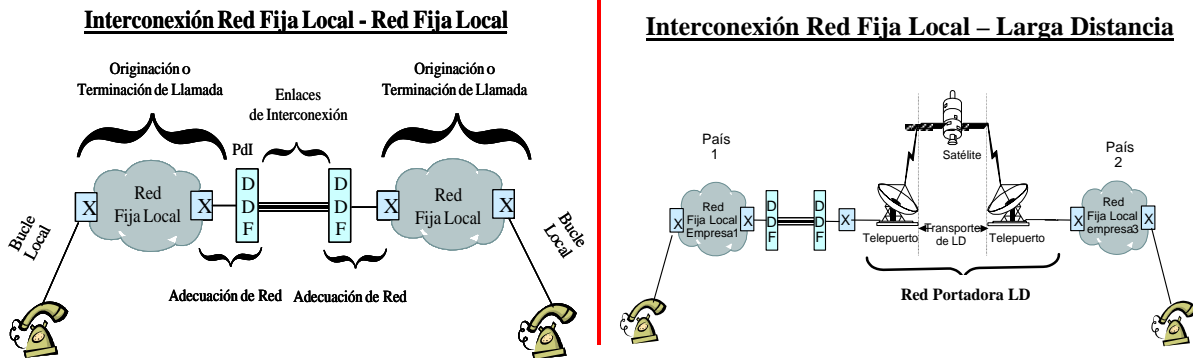 Interconexión Red Fija Local - Red Fija Local
Originación o
Terminación de Llamada
Enlaces
de Interconexión
Originación o
Terminación de Llamada
PdI
X
Red
Fija Local
X
D
D
F
D
D
F
X
Red
Fija Local
X
Bucle
Local
Bucle
Local
Adecuación de Red
Adecuación de Red
Interconexión Red Fija Local – Larga Distancia
País
1
Satélite
País
2
X
Red
Fija Local
Empresa1
X
D
D
F
D
D
F
X
Telepuerto
Transporte
de LD
Telepuerto
X
Red
Fija Local
empresa3
X
Red Portadora LD